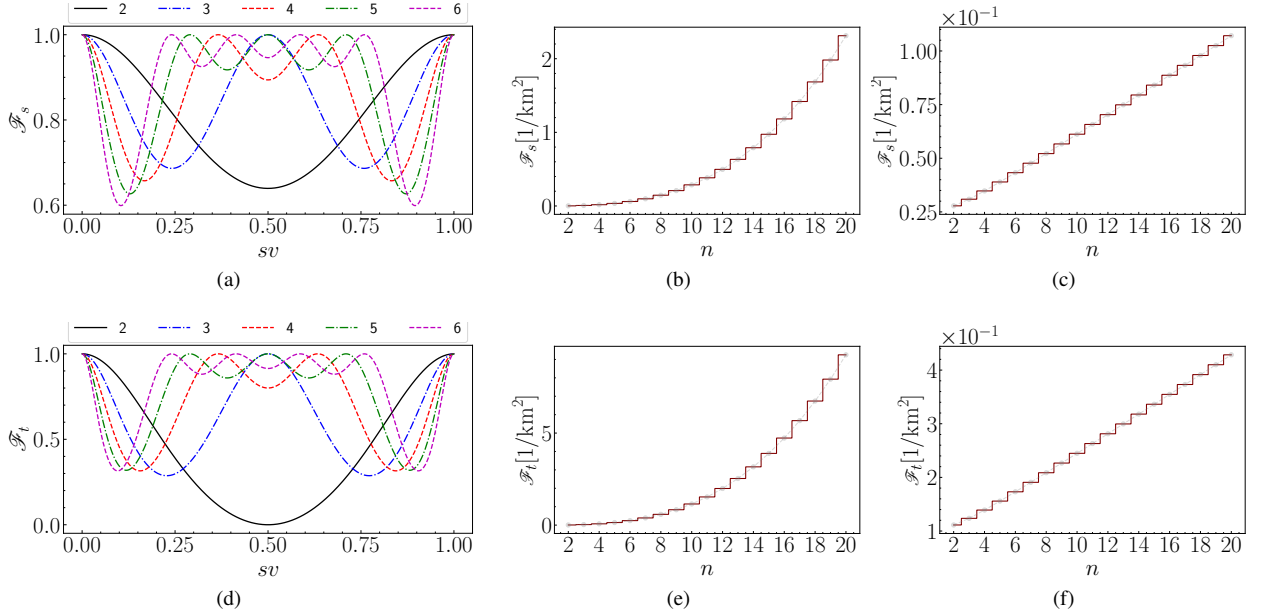 2 3 4 5 6
1.0
0.8
0.6
ℱs
0.00 0.25 0.50 0.75 1.00
sv
(a)
2
1
0
ℱs[1/km²]
2 4 6 8 10 12 14 16 18 20
n
(b)
×10⁻¹
1.00
0.75
0.50
0.25
ℱs[1/km²]
2 4 6 8 10 12 14 16 18 20
n
(c)
2 3 4 5 6
1.0
0.5
0.0
ℱt
0.00 0.25 0.50 0.75 1.00
sv
(d)
5
0
ℱt[1/km²]
2 4 6 8 10 12 14 16 18 20
n
(e)
×10⁻¹
4
3
2
1
ℱt[1/km²]
2 4 6 8 10 12 14 16 18 20
n
(f)